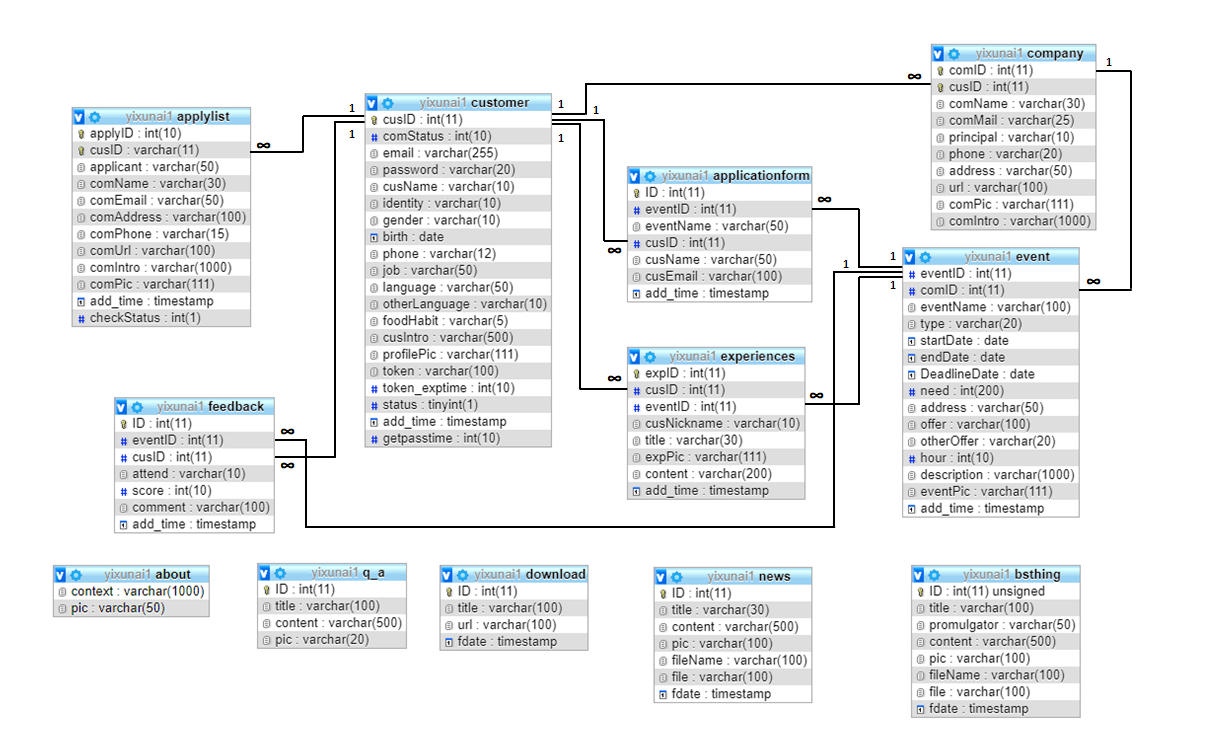 yixunai1 applylist
applyID : int(10)
cusID : varchar(11)
applicant : varchar(50)
comName : varchar(30)
comEmail : varchar(50)
comAddress : varchar(100)
comPhone : varchar(15)
comUrl : varchar(100)
comIntro : varchar(1000)
comPic : varchar(111)
add_time : timestamp
checkStatus : int(1)
∞
1
1
yixunai1 customer
cusID : int(11)
comStatus : int(10)
email : varchar(255)
password : varchar(20)
cusName : varchar(10)
identity : varchar(10)
gender : varchar(10)
birth : date
phone : varchar(12)
job : varchar(50)
language : varchar(50)
otherLanguage : varchar(10)
foodHabit : varchar(5)
cusIntro : varchar(500)
profilePic : varchar(111)
token : varchar(100)
token_exptime : int(10)
status : tinyint(1)
add_time : timestamp
getpasstime : int(10)
1
1
1
∞
yixunai1 company
comID : int(11)
cusID : int(11)
comName : varchar(30)
comMail : varchar(25)
principal : varchar(10)
phone : varchar(20)
address : varchar(50)
url : varchar(100)
comPic : varchar(111)
comIntro : varchar(1000)
1
yixunai1 applicationform
ID : int(11)
eventID : int(11)
eventName : varchar(50)
cusID : int(11)
cusName : varchar(50)
cusEmail : varchar(100)
add_time : timestamp
∞
∞
1
1
1
yixunai1 event
eventID : int(11)
comID : int(11)
eventName : varchar(100)
type : varchar(20)
startDate : date
endDate : date
DeadlineDate : date
need : int(200)
address : varchar(50)
offer : varchar(100)
otherOffer : varchar(20)
hour : int(10)
description : varchar(1000)
eventPic : varchar(111)
add_time : timestamp
∞
yixunai1 experiences
expID : int(11)
cusID : int(11)
eventID : int(11)
cusNickname : varchar(10)
title : varchar(30)
expPic : varchar(111)
content : varchar(200)
add_time : timestamp
∞
∞
yixunai1 feedback
ID : int(11)
eventID : int(11)
cusID : int(11)
attend : varchar(10)
score : int(10)
comment : varchar(100)
add_time : timestamp
∞
∞
yixunai1 about
context : varchar(1000)
pic : varchar(50)
yixunai1 q_a
ID : int(11)
title : varchar(100)
content : varchar(500)
pic : varchar(20)
yixunai1 download
ID : int(11)
title : varchar(100)
url : varchar(100)
fdate : timestamp
yixunai1 news
ID : int(11)
title : varchar(30)
content : varchar(500)
pic : varchar(100)
fileName : varchar(100)
file : varchar(100)
fdate : timestamp
yixunai1 bsthing
ID : int(11) unsigned
title : varchar(100)
promulgator : varchar(50)
content : varchar(500)
pic : varchar(100)
fileName : varchar(100)
file : varchar(100)
fdate : timestamp